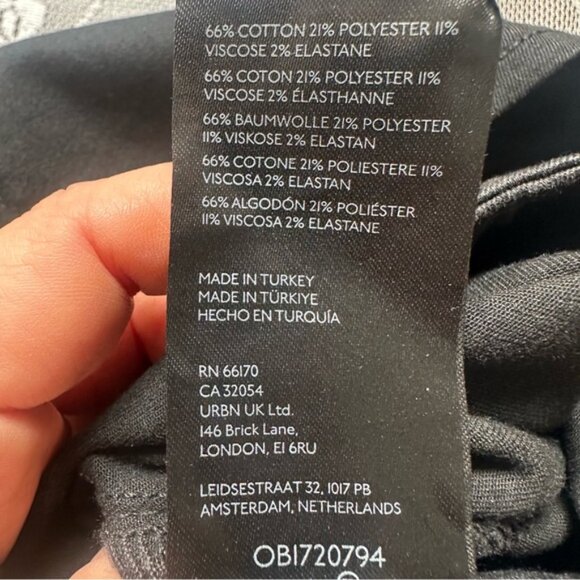 66% COTTON 21% POLYESTER 11%
VISCOSE 2% ELASTANE
66% COTON 21% POLYESTER 11%
VISCOSE 2% ÉLASTHANNE
66% BAUMWOLLE 21% POLYESTER
11% VISKOSE 2% ELASTAN
66% COTONE 21% POLIESTERE 11%
VISCOSA 2% ELASTAN
66% ALGODÓN 21% POLIÉSTER
11% VISCOSA 2% ELASTANE
MADE IN TURKEY
MADE IN TÜRKIYE
HECHO EN TURQUÍA
RN 66170
CA 32054
URBN UK Ltd.
146 Brick Lane,
LONDON, E1 6RU
LEIDSESTRAAT 32, 1017 PB
AMSTERDAM, NETHERLANDS
OB1720794